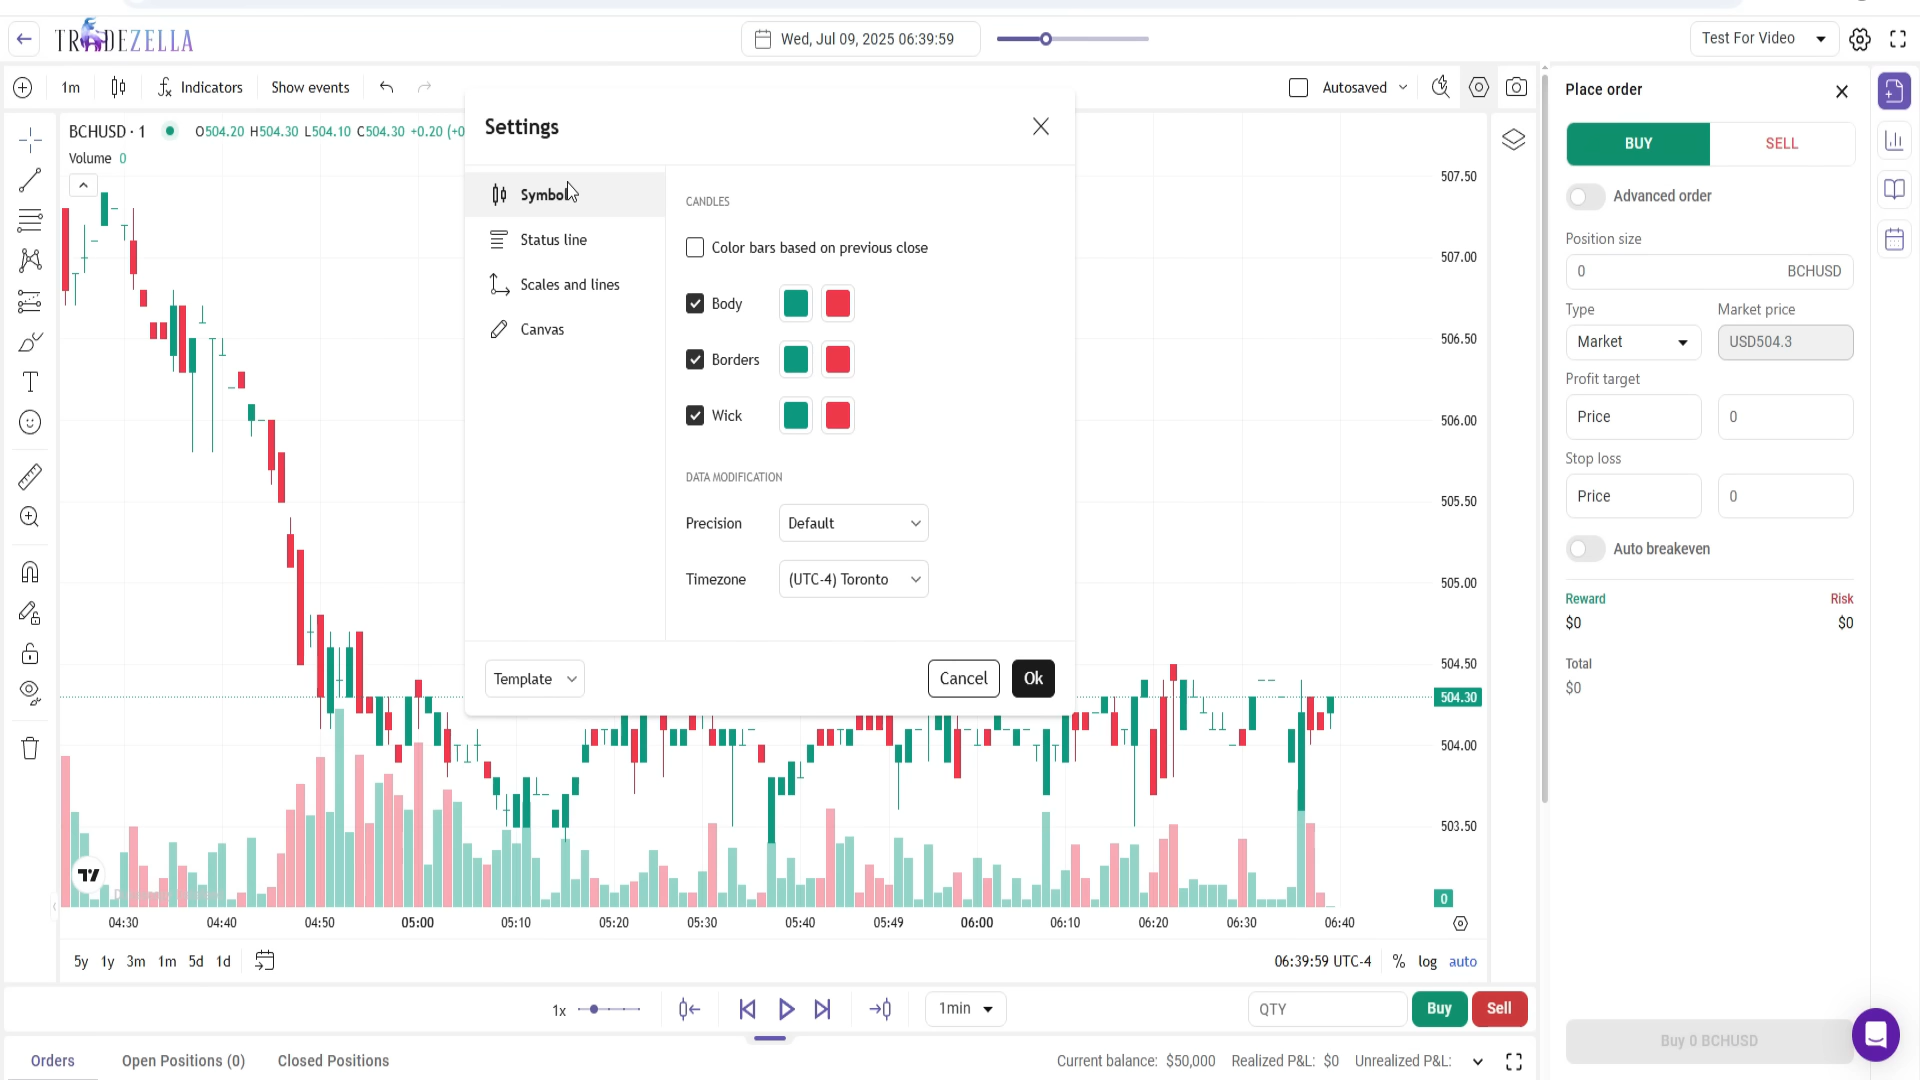 TRADEZELLA
Wed, Jul 09, 2025 06:39:59
Test For Video
1m
Indicators
Show events
Autosaved
BCHUSD · 1
O504.20 H504.30 L504.10 C504.30 +0.20 (+0
Volume 0
Settings
Symbol
Status line
Scales and lines
Canvas
CANDLES
Color bars based on previous close
Body
Borders
Wick
DATA MODIFICATION
Precision
Default
Timezone
(UTC-4) Toronto
Template
Cancel
Ok
507.50
507.00
506.50
506.00
505.50
505.00
504.50
504.30
504.00
503.50
0
04:30
04:40
04:50
05:00
05:10
05:20
05:30
05:40
05:49
06:00
06:10
06:20
06:30
06:40
5y
1y
3m
1m
5d
1d
06:39:59 UTC-4
%
log
auto
1x
1min
QTY
Buy
Sell
Orders
Open Positions (0)
Closed Positions
Current balance: $50,000
Realized P&L: $0
Unrealized P&L:
Place order
BUY
SELL
Advanced order
Position size
0
BCHUSD
Type
Market price
Market
USD504.3
Profit target
Price
0
Stop loss
Price
0
Auto breakeven
Reward
Risk
$0
$0
Total
$0
Buy 0 BCHUSD